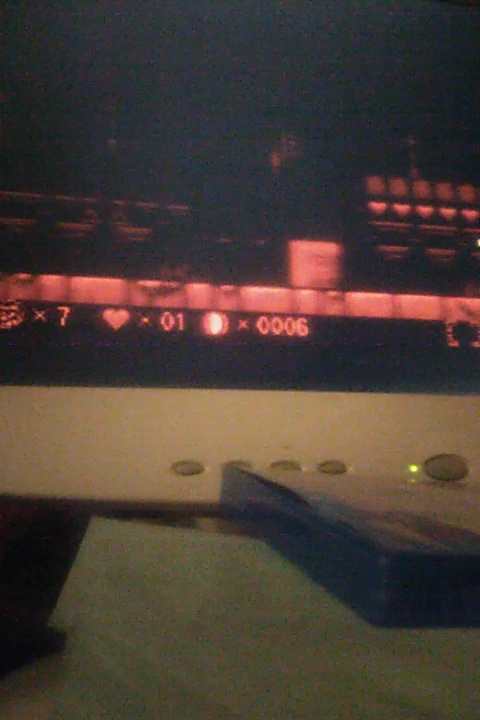 × 7 × 01 × 0006